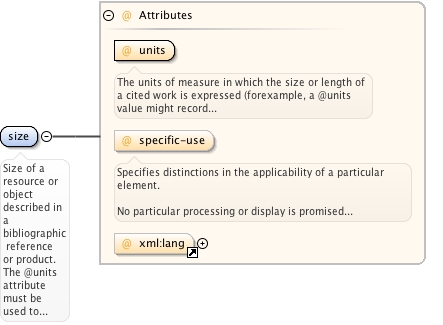 @ Attributes
@ units
The units of measure in which the size or length of
a cited work is expressed (forexample, a @units
value might record...
size
@ specific-use
Size of a
resource or
object
described in
a
bibliographic
reference
or product.
The @units
attribute
must be
used to...
Specifies distinctions in the applicability of a particular
element.
No particular processing or display is promised...
@ xml:lang